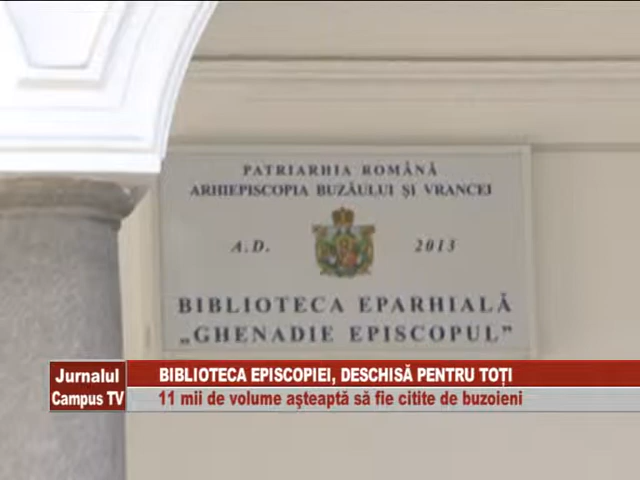 PATRIARHIA ROMÂNĂ
ARHIEPISCOPIA BUZĂULUI ȘI VRANCEI
A.D. 2013
BIBLIOTECA EPARHIALĂ
„GHENADIE EPISCOPUL”
Jurnalul
Campus TV
BIBLIOTECA EPISCOPIEI, DESCHISĂ PENTRU TOȚI
11 mii de volume așteaptă să fie citite de buzoieni